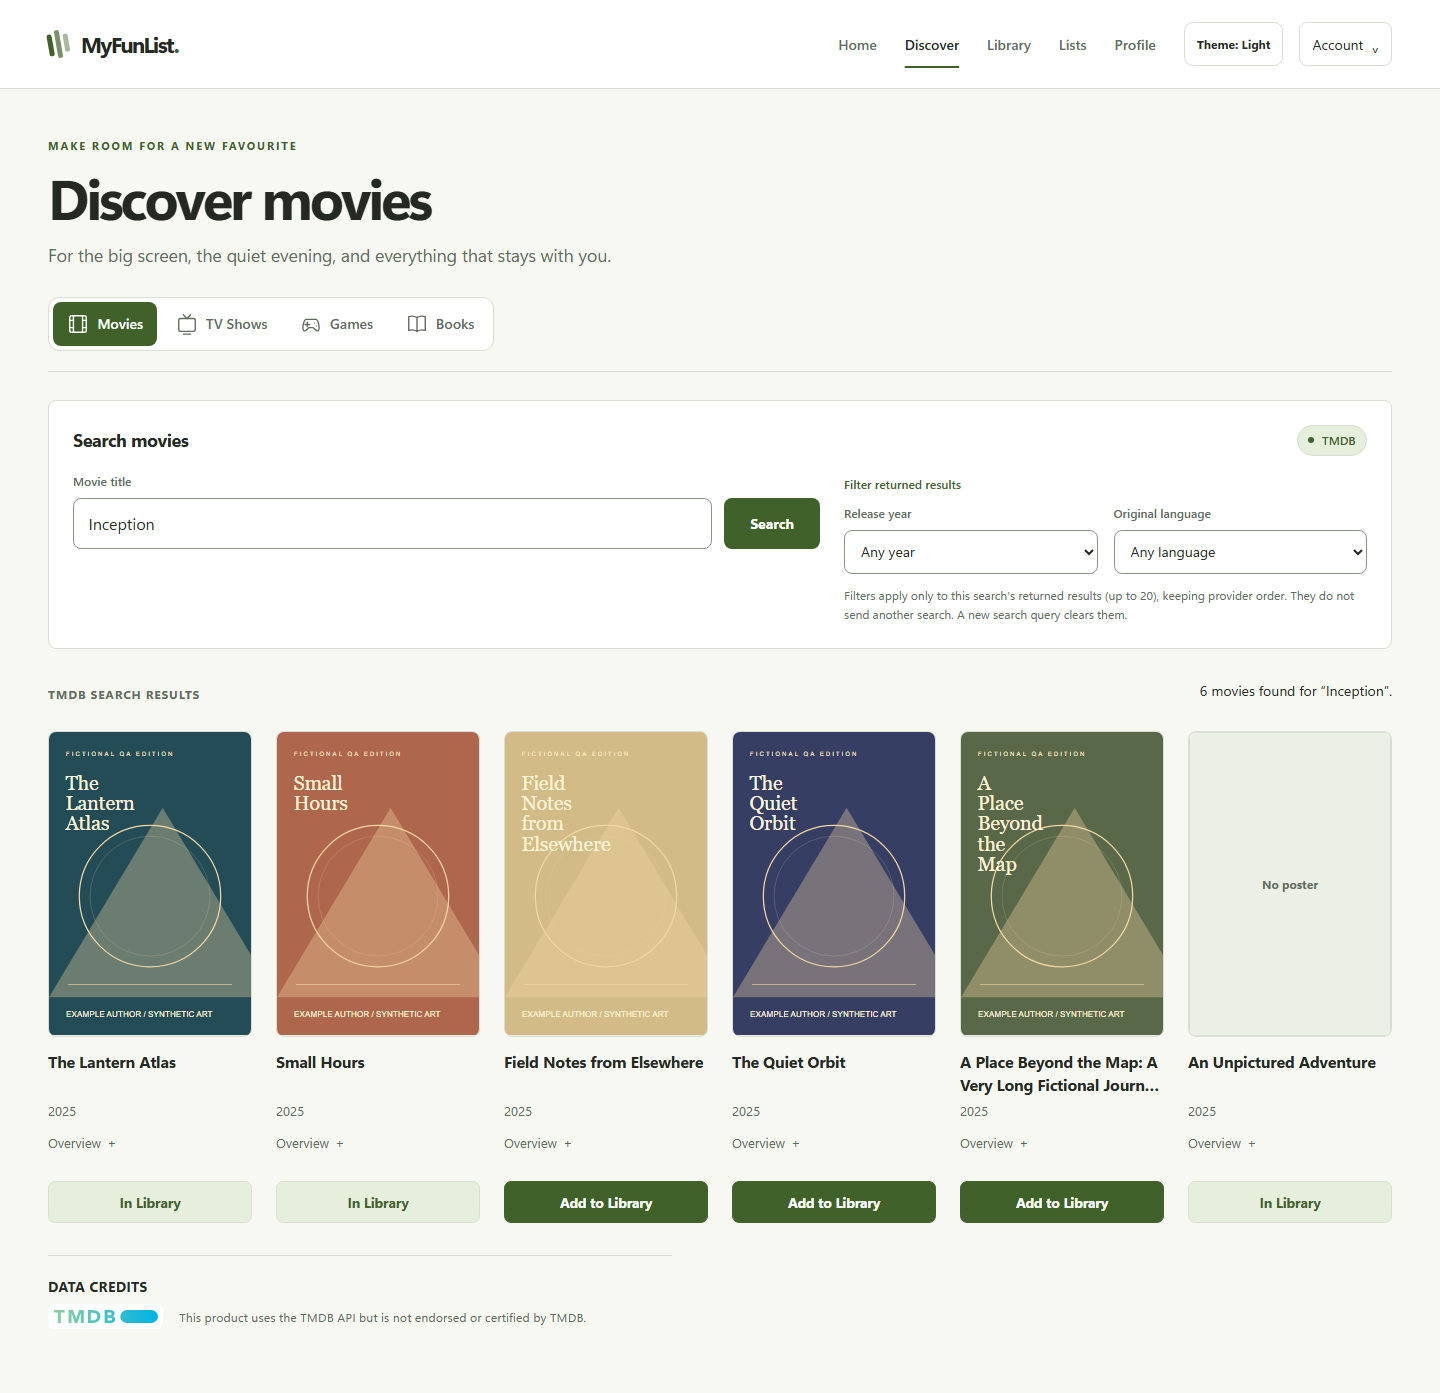 MyFunList.
Home
Discover
Library
Lists
Profile
Theme: Light
Account v
MAKE ROOM FOR A NEW FAVOURITE
Discover movies
For the big screen, the quiet evening, and everything that stays with you.
Movies
TV Shows
Games
Books
Search movies
TMDB
Movie title
Inception
Search
Filter returned results
Release year
Any year
Original language
Any language
Filters apply only to this search's returned results (up to 20), keeping provider order. They do not
send another search. A new search query clears them.
TMDB SEARCH RESULTS
6 movies found for “Inception”.
FICTIONAL QA EDITION
The
Lantern
Atlas
EXAMPLE AUTHOR / SYNTHETIC ART
The Lantern Atlas
2025
Overview +
In Library
FICTIONAL QA EDITION
Small
Hours
EXAMPLE AUTHOR / SYNTHETIC ART
Small Hours
2025
Overview +
In Library
FICTIONAL QA EDITION
Field
Notes
from
Elsewhere
EXAMPLE AUTHOR / SYNTHETIC ART
Field Notes from Elsewhere
2025
Overview +
Add to Library
FICTIONAL QA EDITION
The
Quiet
Orbit
EXAMPLE AUTHOR / SYNTHETIC ART
The Quiet Orbit
2025
Overview +
Add to Library
FICTIONAL QA EDITION
A
Place
Beyond
the
Map
EXAMPLE AUTHOR / SYNTHETIC ART
A Place Beyond the Map: A
Very Long Fictional Journ...
2025
Overview +
Add to Library
No poster
An Unpictured Adventure
2025
Overview +
In Library
DATA CREDITS
TMDB
This product uses the TMDB API but is not endorsed or certified by TMDB.